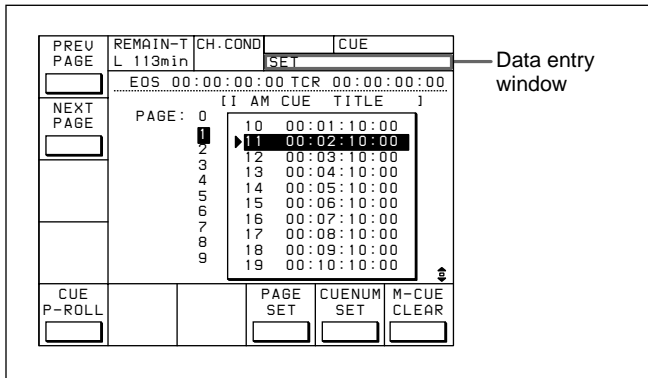 PREV PAGE
REMAIN-T
L 113min
CH.COND
CUE
SET
Data entry window
EOS 00:00:00:00 TCR 00:00:00:00
NEXT PAGE
[I AM CUE TITLE ]
PAGE: 0
1
2
3
4
5
6
7
8
9
10 00:01:10:00
11 00:02:10:00
12 00:03:10:00
13 00:04:10:00
14 00:05:10:00
15 00:06:10:00
16 00:07:10:00
17 00:08:10:00
18 00:09:10:00
19 00:10:10:00
CUE P-ROLL
PAGE SET
CUENUM SET
M-CUE CLEAR